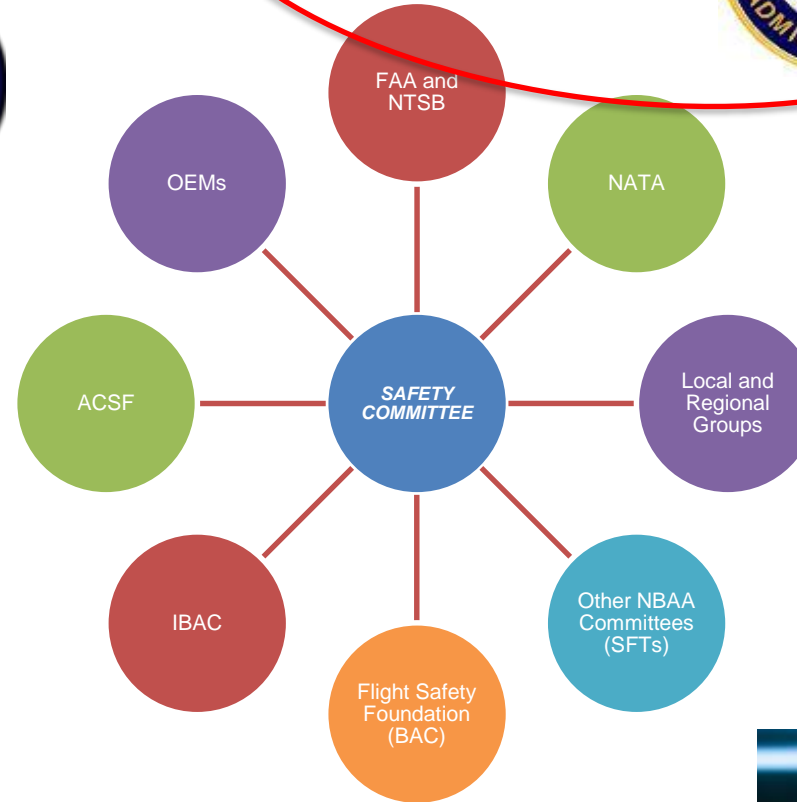 FAA and
NTSB
OEMs
NATA
ACSF
SAFETY
COMMITTEE
Local and
Regional
Groups
IBAC
Other NBAA
Committees
(SFTs)
Flight Safety
Foundation
(BAC)